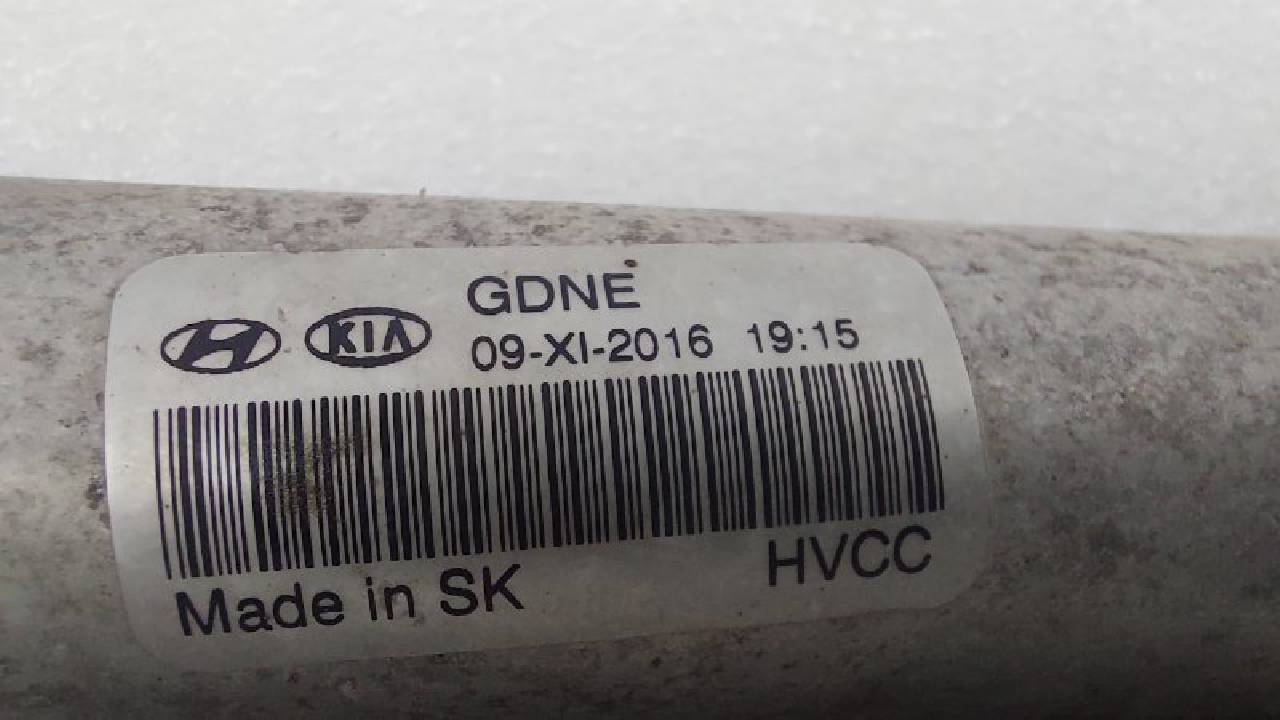 GDNE
KIA
09-XI-2016 19:15
HVCC
Made in SK